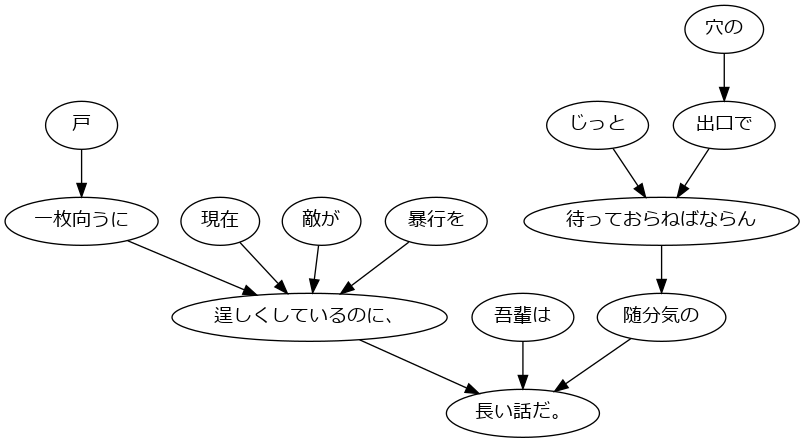 穴の
戸
じっと
出口で
一枚向うに
現在
敵が
暴行を
待っておらねばならん
逞しくしているのに、
吾輩は
随分気の
長い話だ。